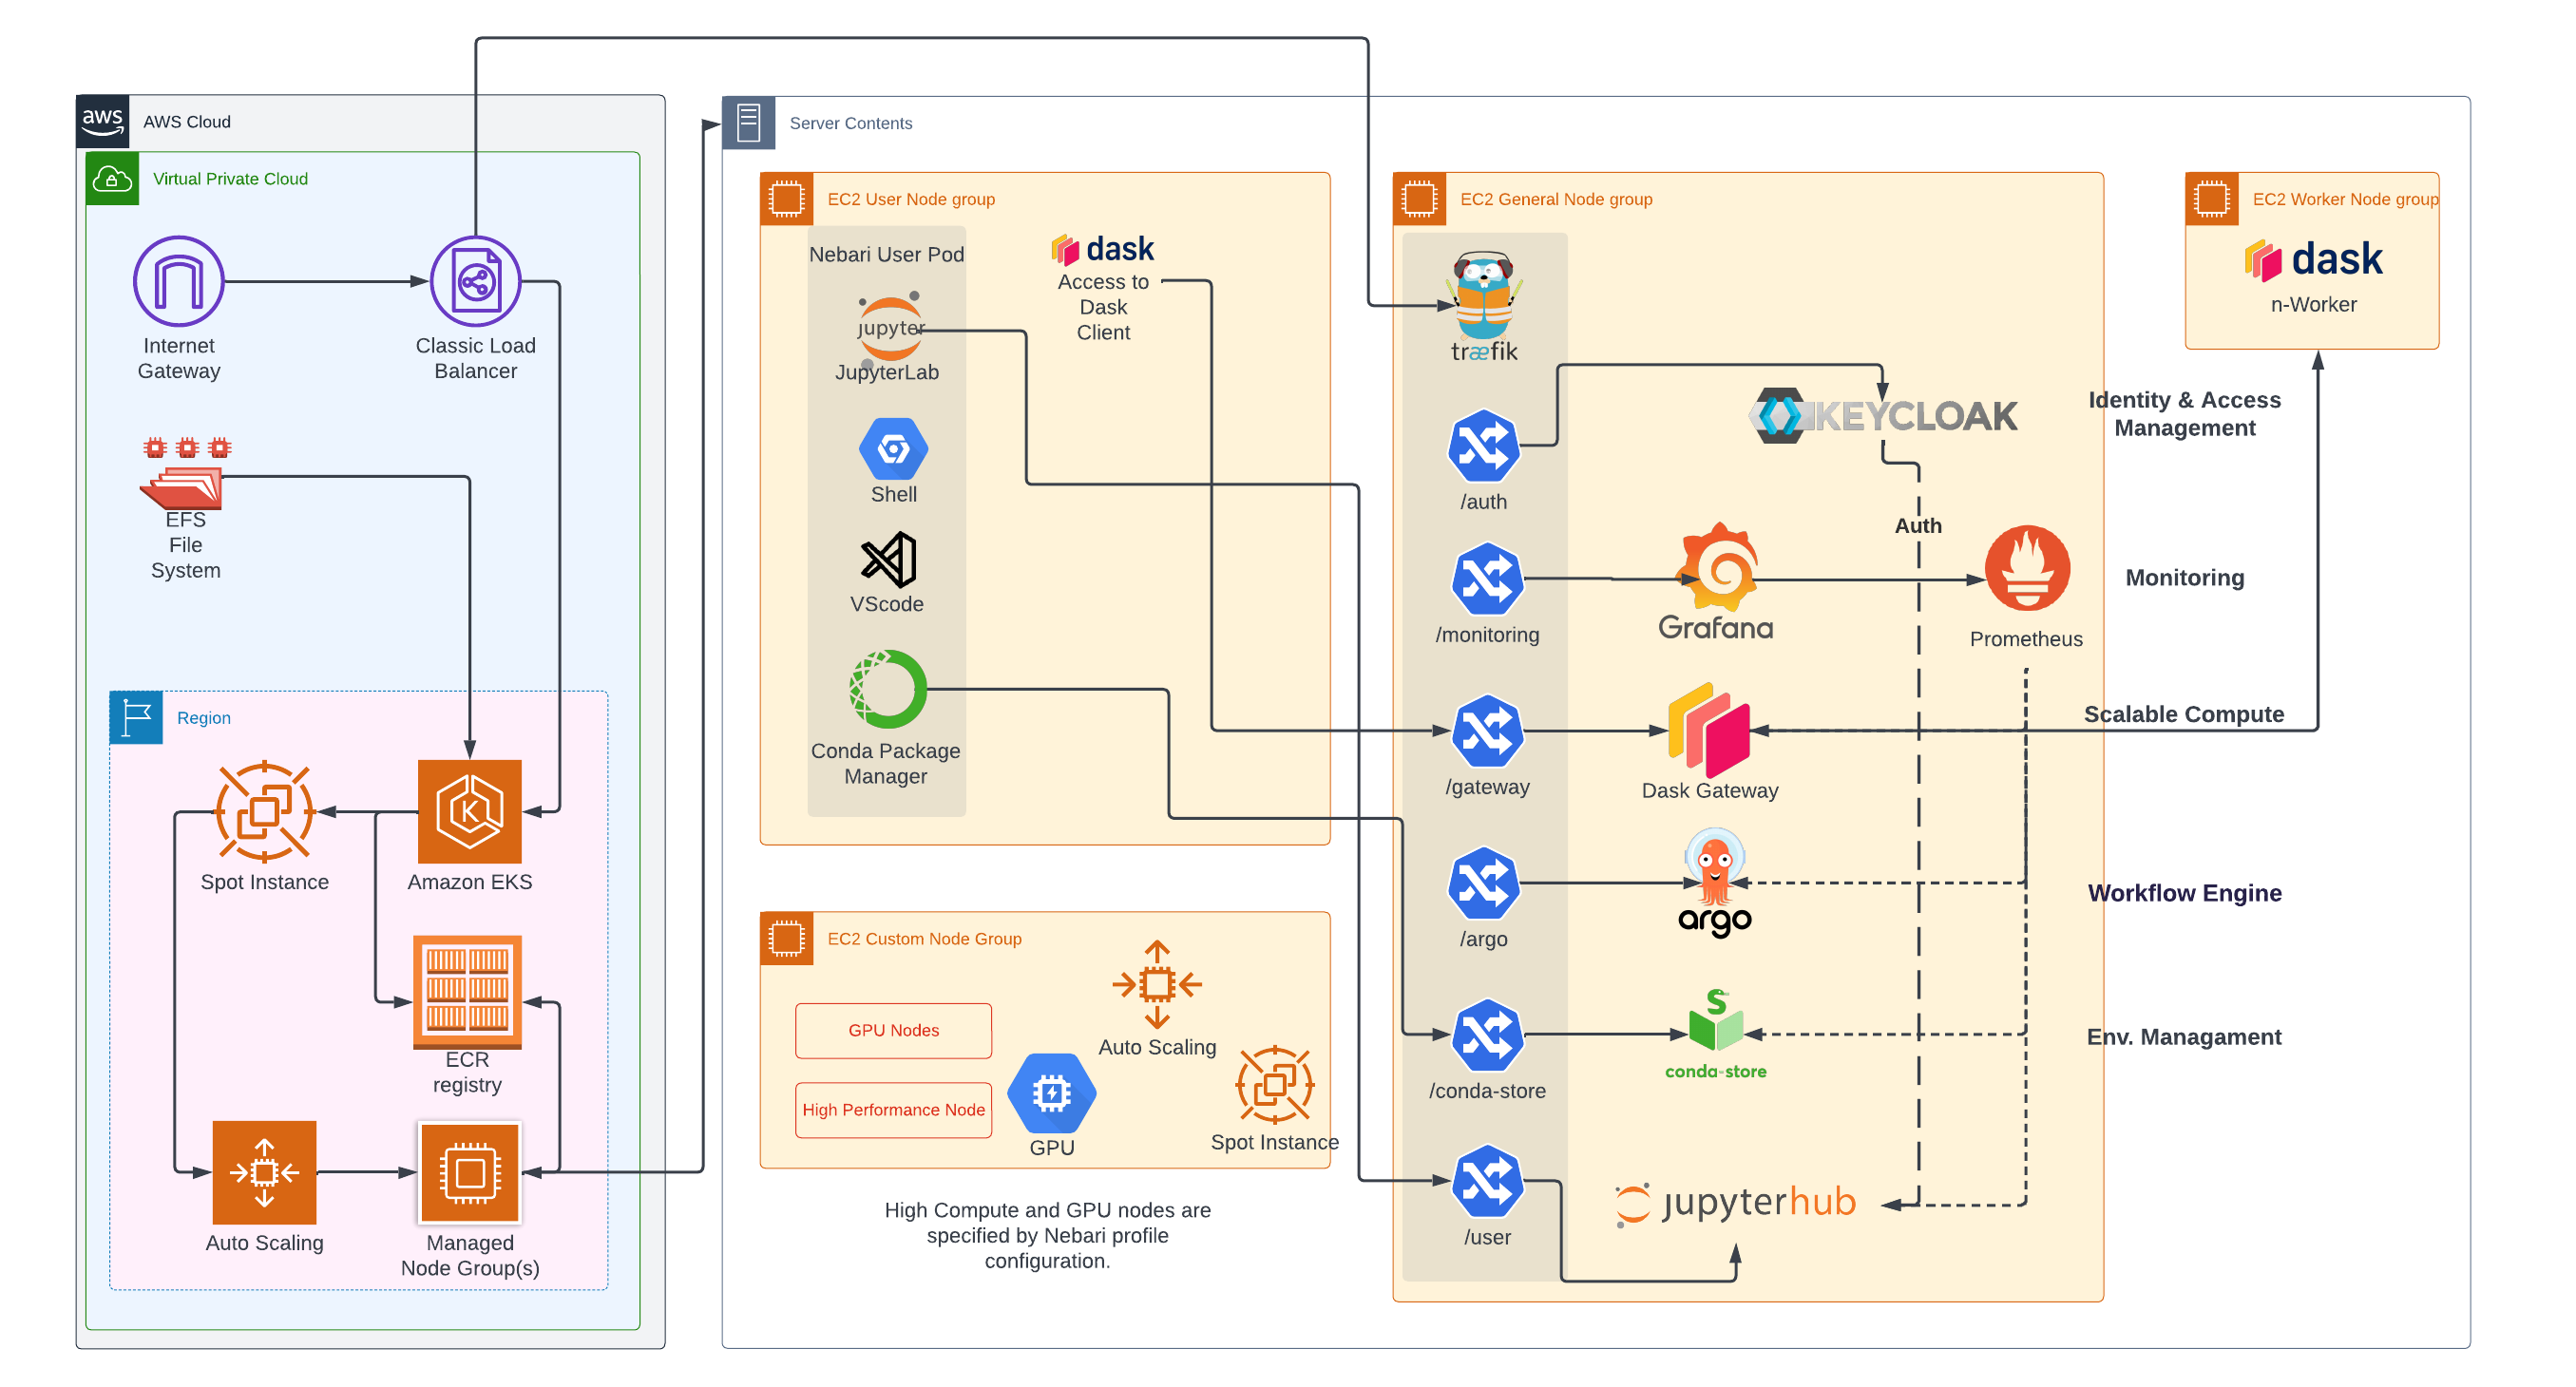 aws
AWS Cloud
Virtual Private Cloud
Internet
Gateway
Classic Load
Balancer
EFS
File
System
Region
Spot Instance
K
Amazon EKS
ECR
registry
Auto Scaling
Managed
Node Group(s)
Server Contents
EC2 User Node group
Nebari User Pod
jupyter
JupyterLab
Shell
VScode
Conda Package
Manager
dask
Access to
Dask
Client
EC2 Custom Node Group
GPU Nodes
High Performance Node
GPU
Auto Scaling
Spot Instance
High Compute and GPU nodes are
specified by Nebari profile
configuration.
EC2 General Node group
træfik
/auth
KEYCLOAK
Auth
/monitoring
Grafana
Prometheus
/gateway
Dask Gateway
/argo
argo
/conda-store
conda-store
/user
jupyterhub
EC2 Worker Node group
dask
n-Worker
Identity & Access
Management
Monitoring
Scalable Compute
Workflow Engine
Env. Managament